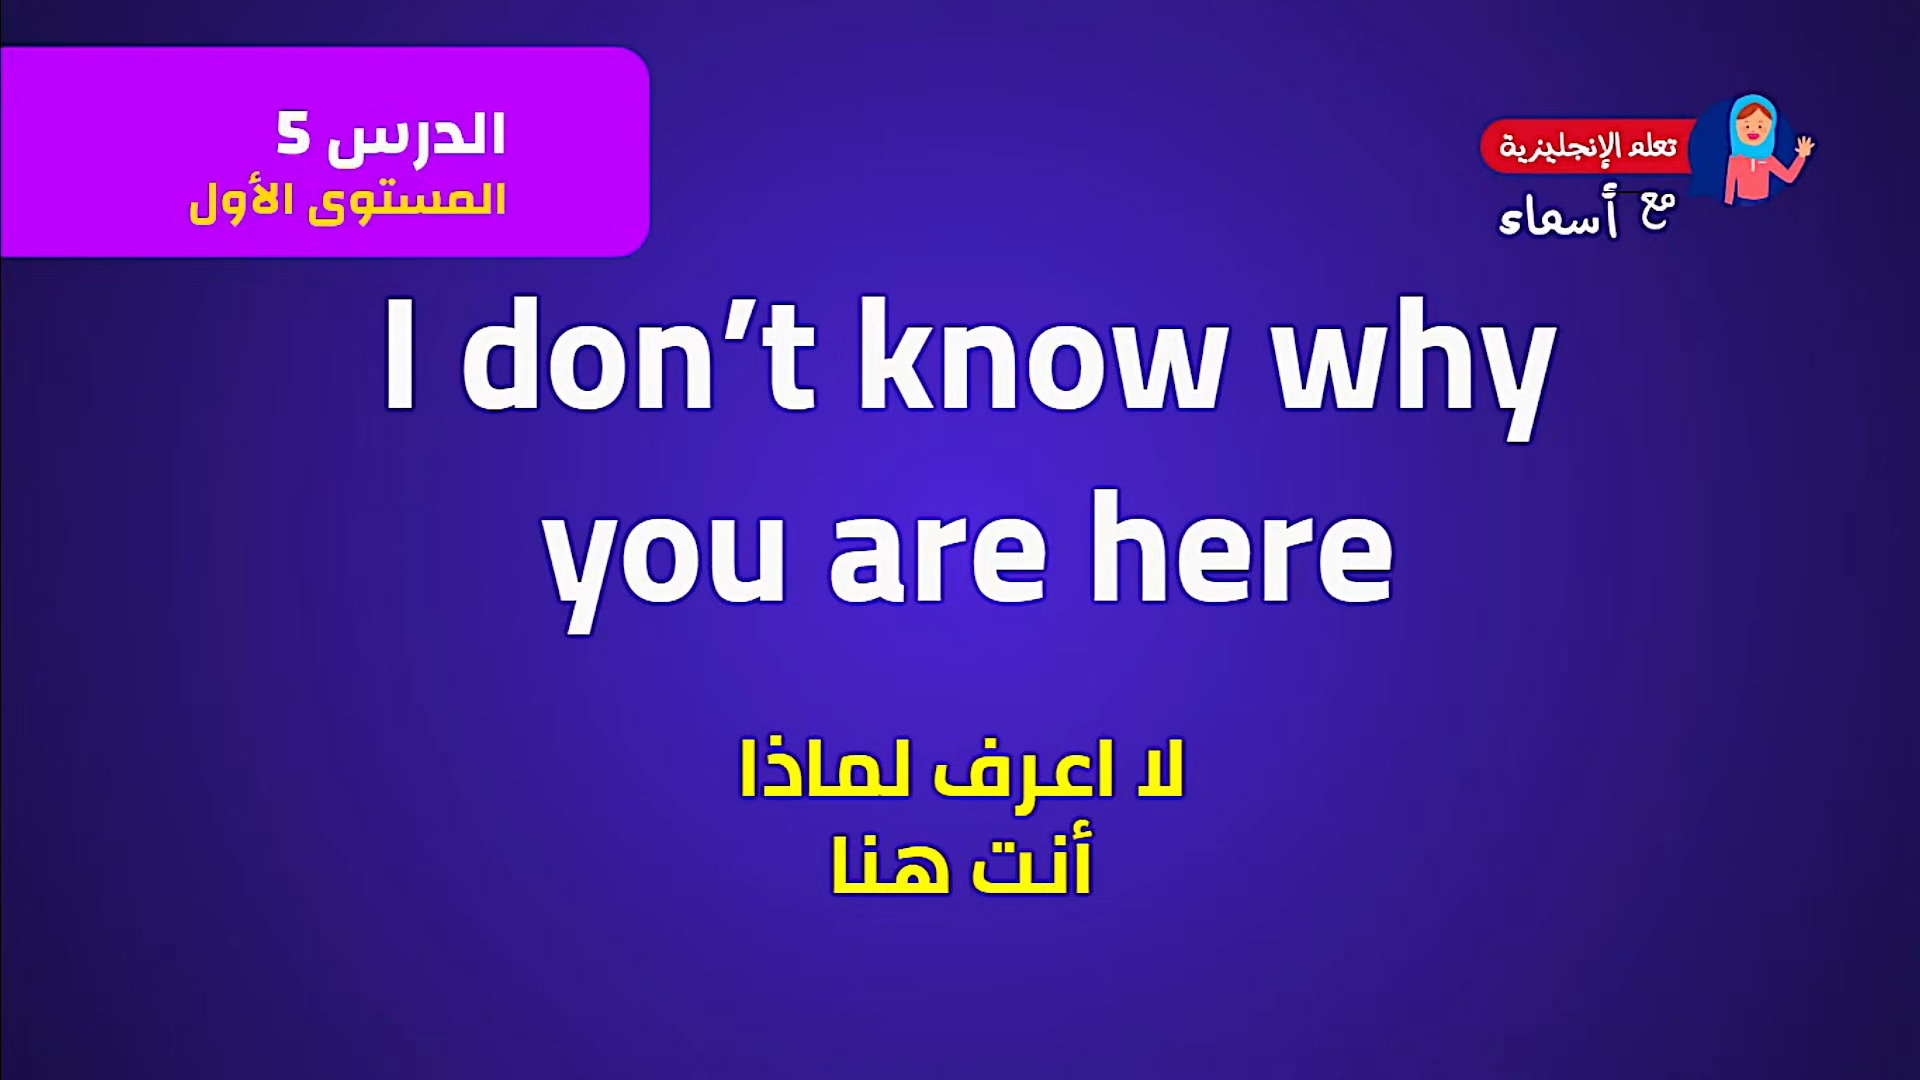 الدرس 5
المستوى الأول
تعلم الإنجليزية
مع أسماء
I don’t know why
you are here
لا اعرف لماذا
أنت هنا